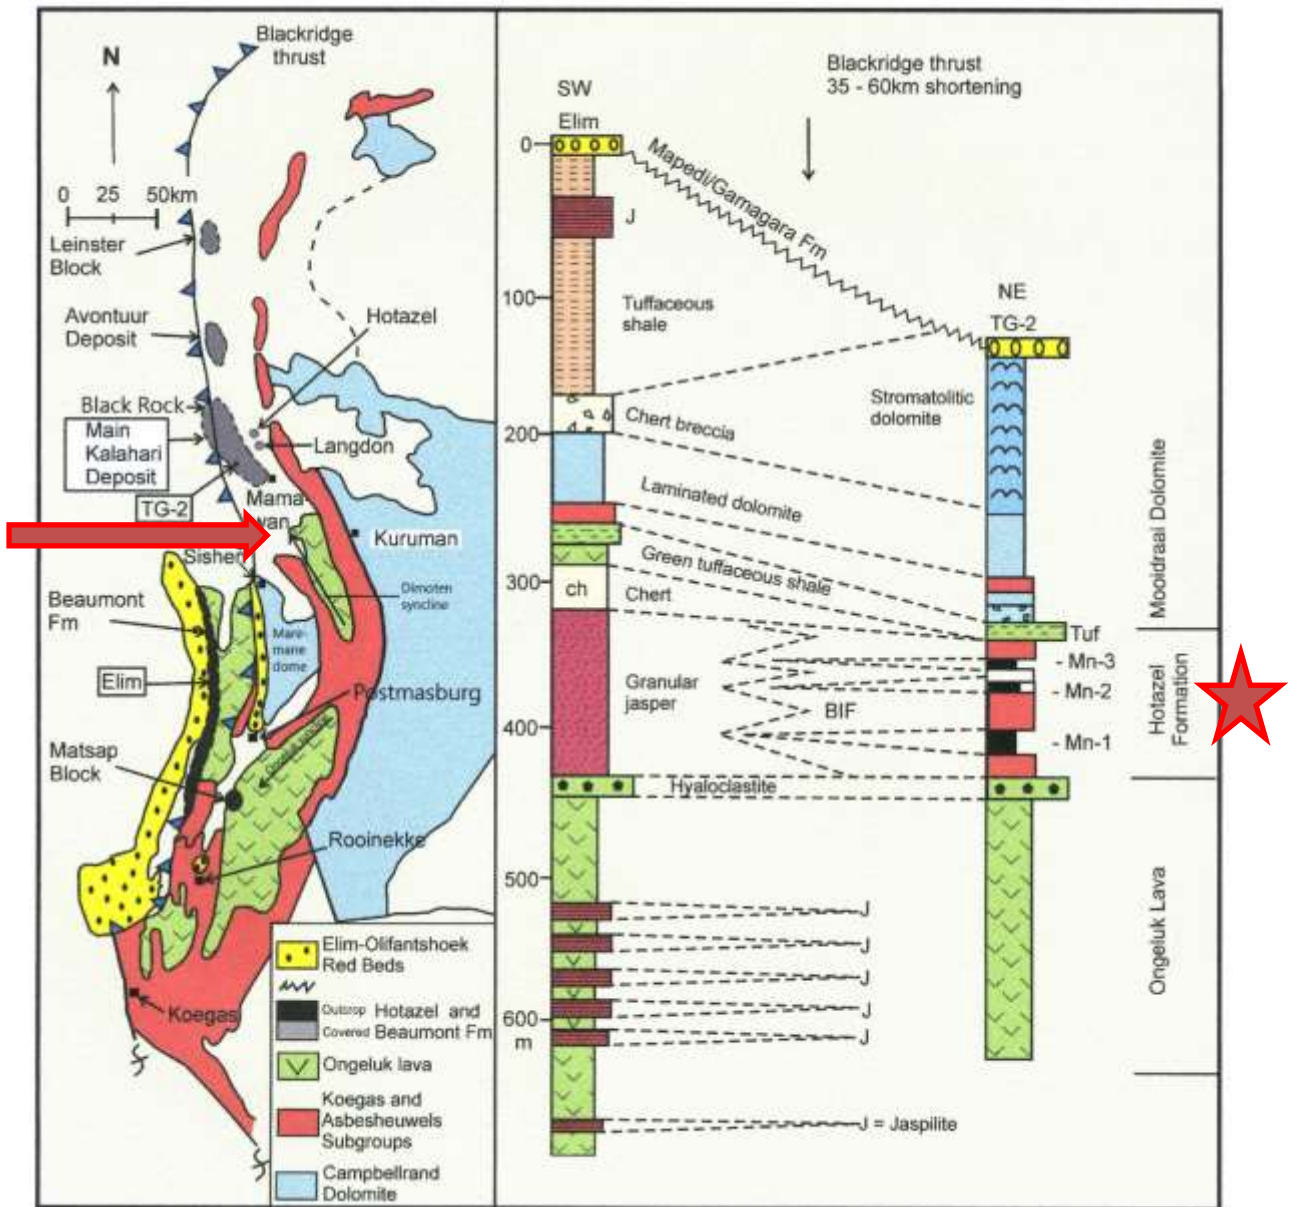 Blackridge
thrust
N
0 25 50km
Leinster
Block
Avontuur
Deposit
Hotazel
Black Rock
Main
Kalahari
Deposit
Langdon
TG-2
Mama
wan
Kuruman
Sishen
Dimoten
syncline
Beaumont
Fm
Mare-
mane
dome
Elim
Postmasburg
Matsap
Block
Rooinekke
Koegas
Elim-Olifantshoek
Red Beds
Outcrop Hotazel and
Covered Beaumont Fm
Ongeluk lava
Koegas and
Asbesheuwels
Subgroups
Campbellrand
Dolomite
Blackridge thrust
35 - 60km shortening
SW
Elim
0
Mapedi/Gamagara Fm
J
100
Tuffaceous
shale
NE
TG-2
Stromatolitic
dolomite
Chert breccia
200
Laminated dolomite
Green tuffaceous shale
300
ch
Chert
Tuf
Mn-3
Mn-2
Mn-1
Granular
jasper
BIF
400
Hyaloclastite
500
J
J
J
J
600
m
J
J = Jaspilite
Mooidraai Dolomite
Hotazel
Formation
Ongeluk Lava